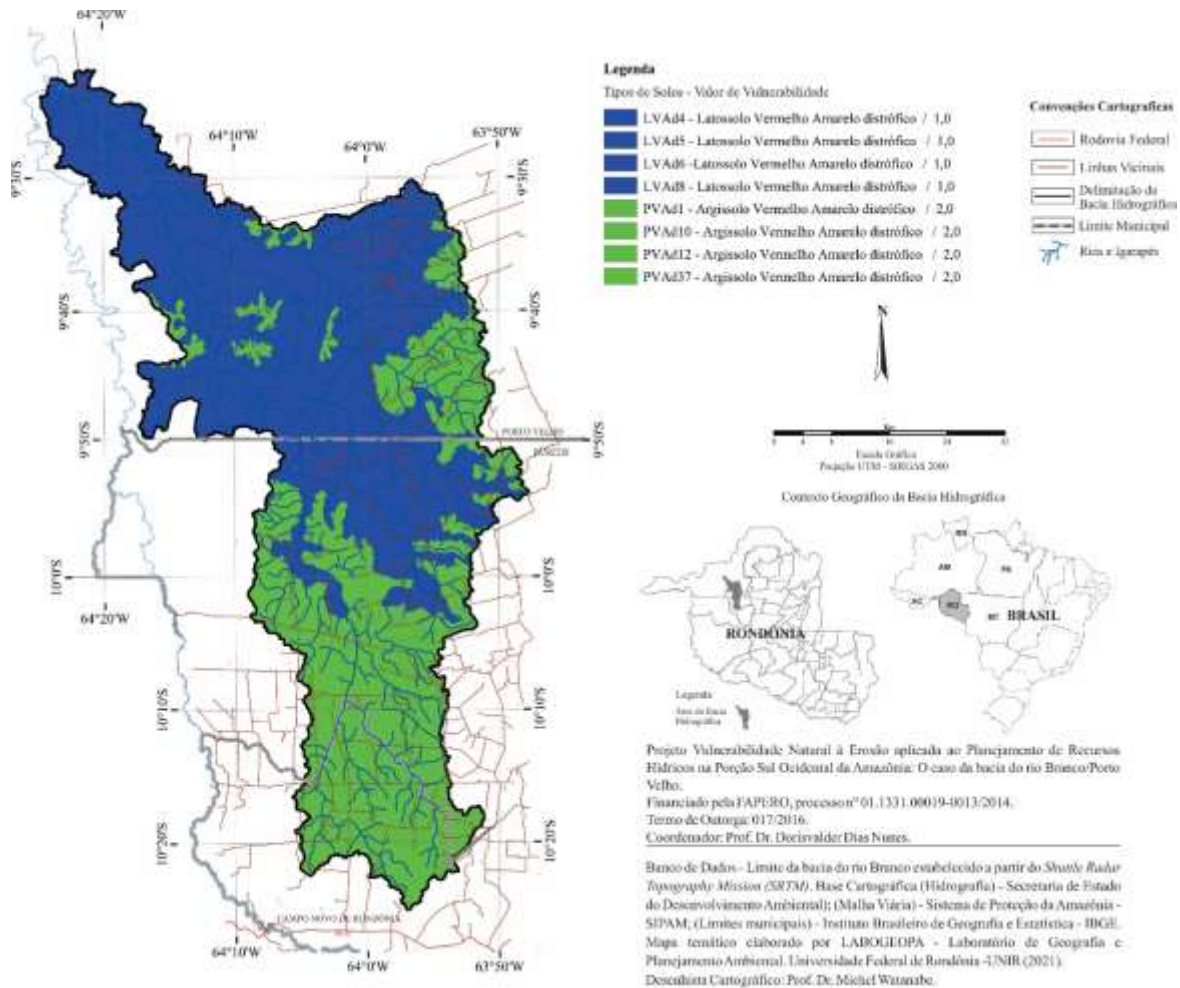 64°20'W
64°10'W
64°0'W
63°50'W
9°30'S
9°30'S
9°40'S
9°40'S
9°50'S
9°50'S
PORTO VELHO
BURITIS
10°0'S
10°0'S
64°20'W
10°10'S
10°10'S
10°20'S
10°20'S
CAMPO NOVO DE RONDÔNIA
64°10'W
64°0'W
63°50'W
Legenda
Tipos de Solos - Valor de Vulnerabilidade
LVAd4 - Latossolo Vermelho Amarelo distrófico / 1,0
LVAd5 - Latossolo Vermelho Amarelo distrófico / 1,0
LVAd6 -Latossolo Vermelho Amarelo distrófico / 1,0
LVAd8 - Latossolo Vermelho Amarelo distrófico / 1,0
PVAd1 - Argissolo Vermelho Amarelo distrófico / 2,0
PVAd10 - Argissolo Vermelho Amarelo distrófico / 2,0
PVAd12 - Argissolo Vermelho Amarelo distrófico / 2,0
PVAd37 - Argissolo Vermelho Amarelo distrófico / 2,0
Convenções Cartograficas
Rodovia Federal
Linhas Vicinais
Delimitação da
Bacia Hidrográfica
Limite Municipal
Rios e Igarapés
N
Km
Escala Gráfica
Projeção UTM - SIRGAS 2000
Contexto Geográfico da Bacia Hidrográfica
RONDÔNIA
Legenda
Área da Bacia
Hidrográfica
RR
AM
PA
AC
RO
MT
BRASIL
Projeto Vulnerabilidade Natural à Erosão aplicada ao Planejamento de Recursos
Hídricos na Porção Sul Ocidental da Amazônia: O caso da bacia do rio Branco/Porto
Velho.
Financiado pela FAPERO, processo nº 01.1331.00019-0013/2014.
Termo de Outorga: 017/2016.
Coordenador: Prof. Dr. Dorisvalder Dias Nunes.
Banco de Dados - Limite da bacia do rio Branco estabelecido a partir do Shuttle Radar
Topography Mission (SRTM). Base Cartográfica (Hidrografia) - Secretaria de Estado
do Desenvolvimento Ambiental); (Malha Viária) - Sistema de Proteção da Amazônia -
SIPAM; (Limites municipais) - Instituto Brasileiro de Geografia e Estatística - IBGE.
Mapa temático elaborado por LABOGEOPA - Laboratório de Geografia e
Planejamento Ambiental. Universidade Federal de Rondônia -UNIR (2021).
Desenhista Cartográfico: Prof. Dr. Michel Watanabe.